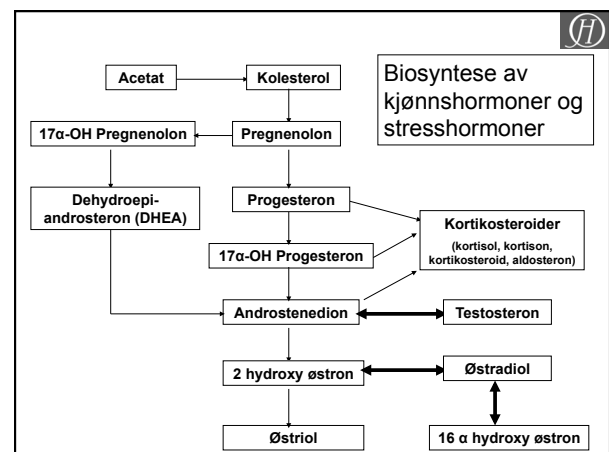 Biosyntese av
kjønnshormoner og
stresshormoner
Acetat
Kolesterol
17α-OH Pregnenolon
Pregnenolon
Dehydroepi-
androsteron (DHEA)
Progesteron
Kortikosteroider
(kortisol, kortison,
kortikosteroid, aldosteron)
17α-OH Progesteron
Androstenedion
Testosteron
2 hydroxy østron
Østradiol
Østriol
16 α hydroxy østron